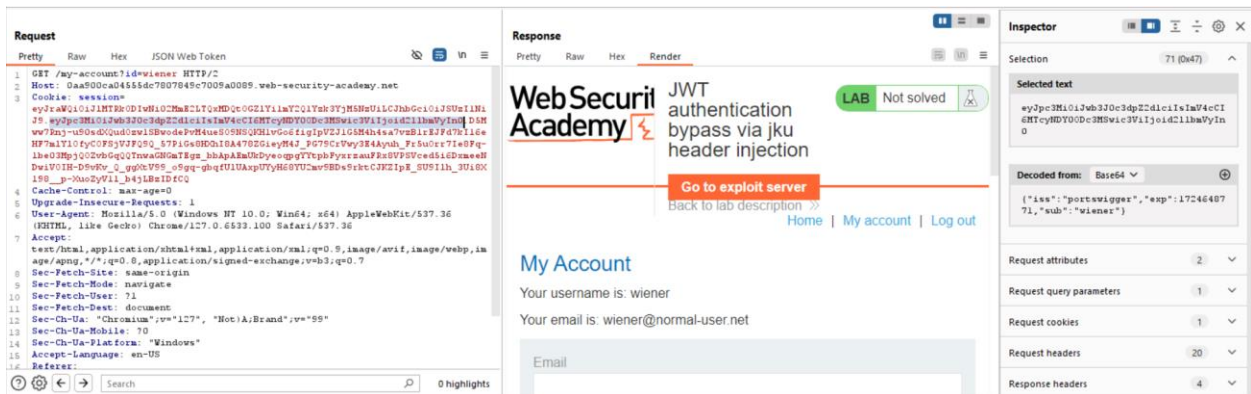 Request
Pretty Raw Hex JSON Web Token
\n
1 GET /my-account?id=wiener HTTP/2
2 Host: 0aa900ca04555dc7807849c7009a0089.web-security-academy.net
3 Cookie: session=
4 Cache-Control: max-age=0
5 Upgrade-Insecure-Requests: 1
6 User-Agent: Mozilla/5.0 (Windows NT 10.0; Win64; x64) AppleWebKit/537.36
(KHTML, like Gecko) Chrome/127.0.6533.100 Safari/537.36
7 Accept:
text/html,application/xhtml+xml,application/xml;q=0.9,image/avif,image/webp,im
age/apng,*/*;q=0.8,application/signed-exchange;v=b3;q=0.7
8 Sec-Fetch-Site: same-origin
9 Sec-Fetch-Mode: navigate
10 Sec-Fetch-User: ?1
11 Sec-Fetch-Dest: document
12 Sec-Ch-Ua: "Chromium";v="127", "Not)A;Brand";v="99"
13 Sec-Ch-Ua-Mobile: ?0
14 Sec-Ch-Ua-Platform: "Windows"
15 Accept-Language: en-US
16 Referer:
Search
0 highlights
Response
Pretty Raw Hex Render
\n
Web Securit
Academy
JWT
authentication
bypass via jku
header injection
LAB Not solved
Go to exploit server
Back to lab description
Home | My account | Log out
My Account
Your username is: wiener
Your email is: wiener@normal-user.net
Email
Inspector
Selection 71 (0x47)
Selected text
Decoded from: Base64
{"iss":"portswigger","exp":17246487
71,"sub":"wiener"}
Request attributes 2
Request query parameters 1
Request cookies 1
Request headers 20
Response headers 4